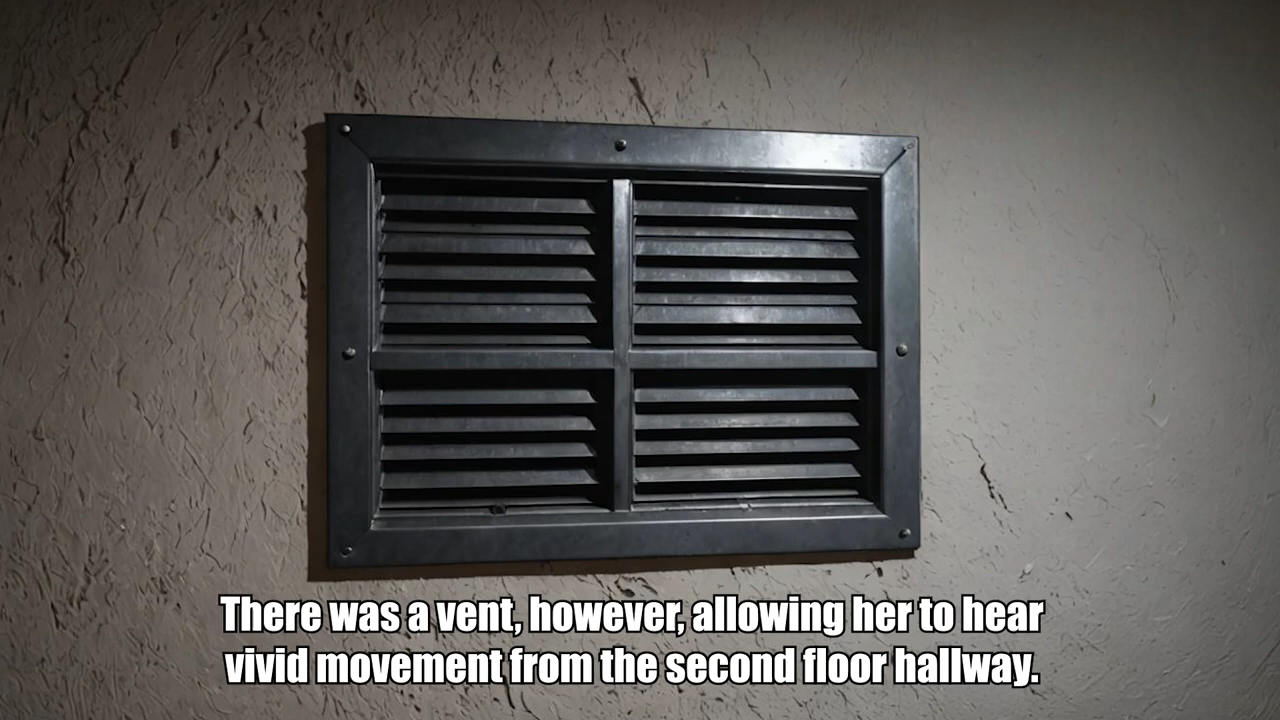 There was a vent, however, allowing her to hear
vivid movement from the second floor hallway.